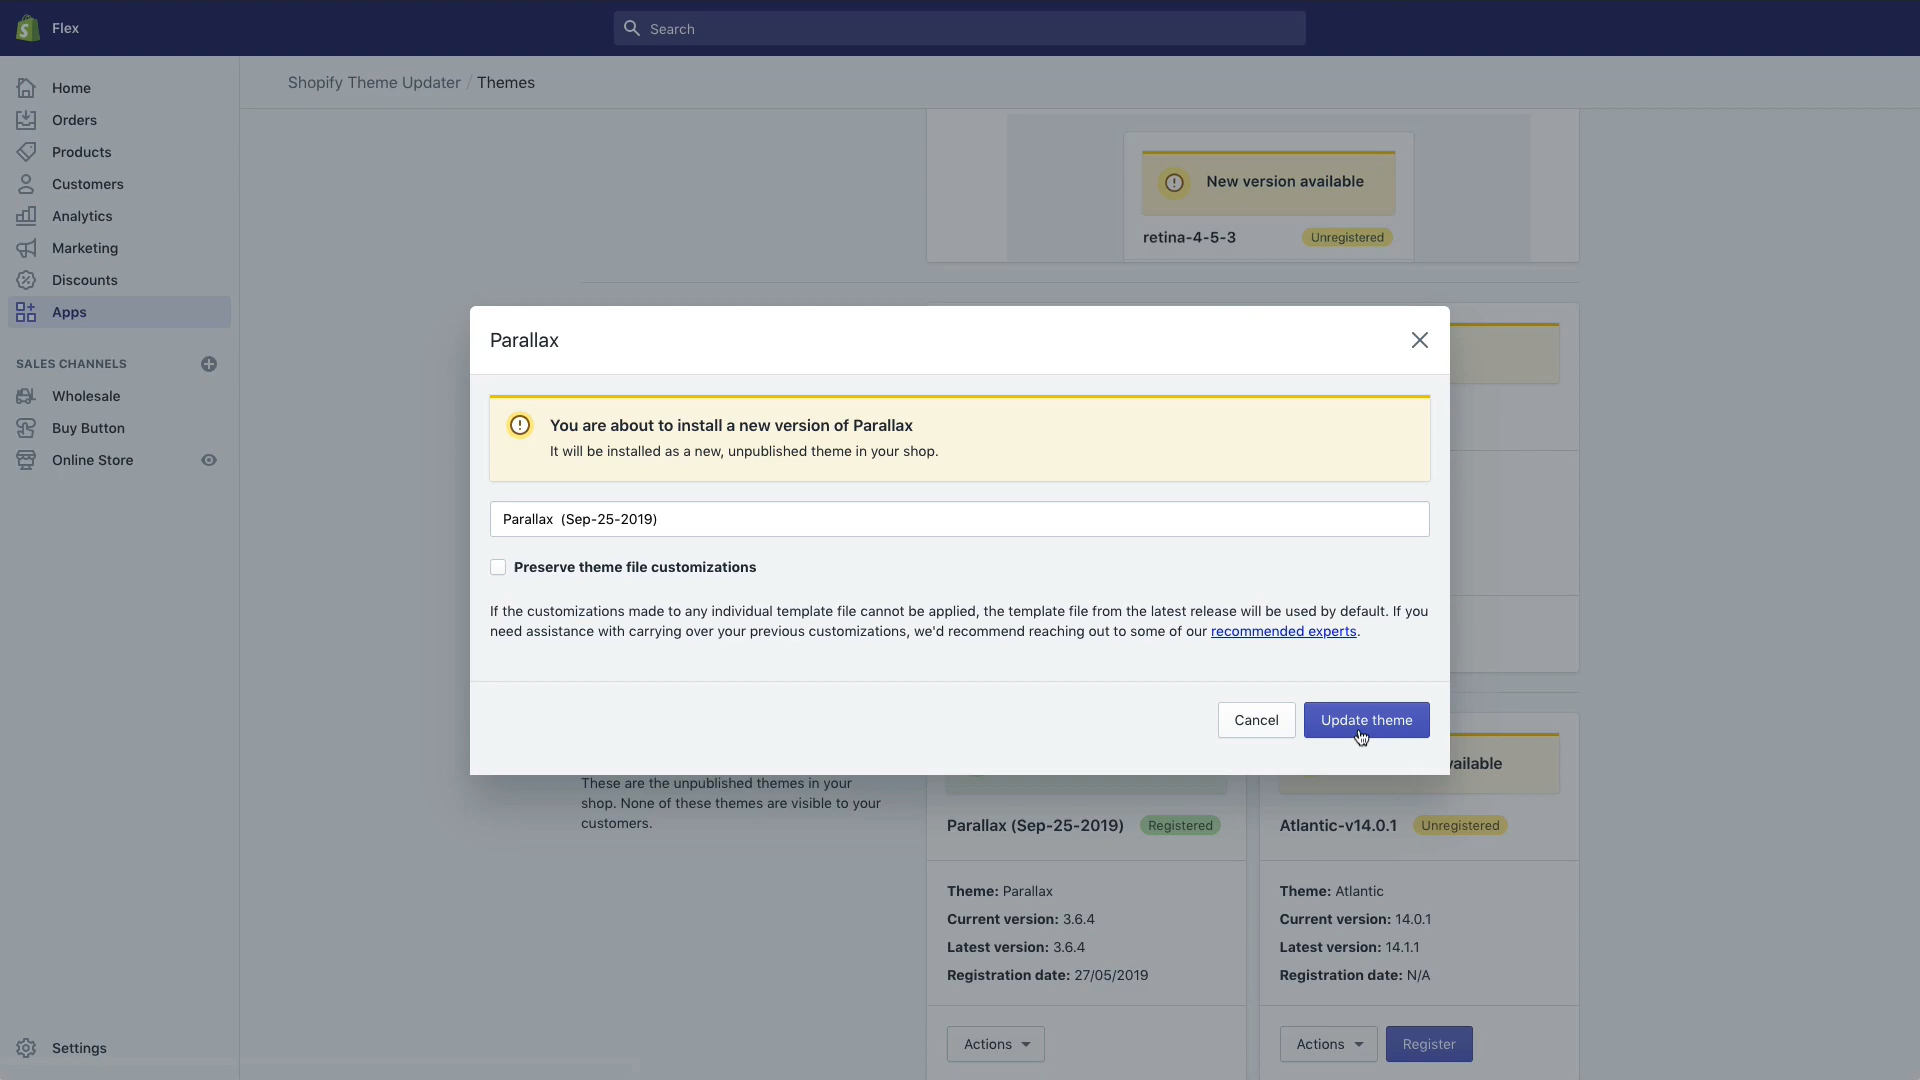 Flex
Search
Home
Orders
Products
Customers
Analytics
Marketing
Discounts
Apps
SALES CHANNELS
Wholesale
Buy Button
Online Store
Settings
Shopify Theme Updater / Themes
New version available
retina-4-5-3 Unregistered
Parallax
You are about to install a new version of Parallax
It will be installed as a new, unpublished theme in your shop.
Parallax (Sep-25-2019)
Preserve theme file customizations
If the customizations made to any individual template file cannot be applied, the template file from the latest release will be used by default. If you
need assistance with carrying over your previous customizations, we'd recommend reaching out to some of our recommended experts.
Cancel
Update theme
These are the unpublished themes in your
shop. None of these themes are visible to your
customers.
Parallax (Sep-25-2019) Registered
Theme: Parallax
Current version: 3.6.4
Latest version: 3.6.4
Registration date: 27/05/2019
Actions
Atlantic-v14.0.1 Unregistered
Theme: Atlantic
Current version: 14.0.1
Latest version: 14.1.1
Registration date: N/A
Actions
Register